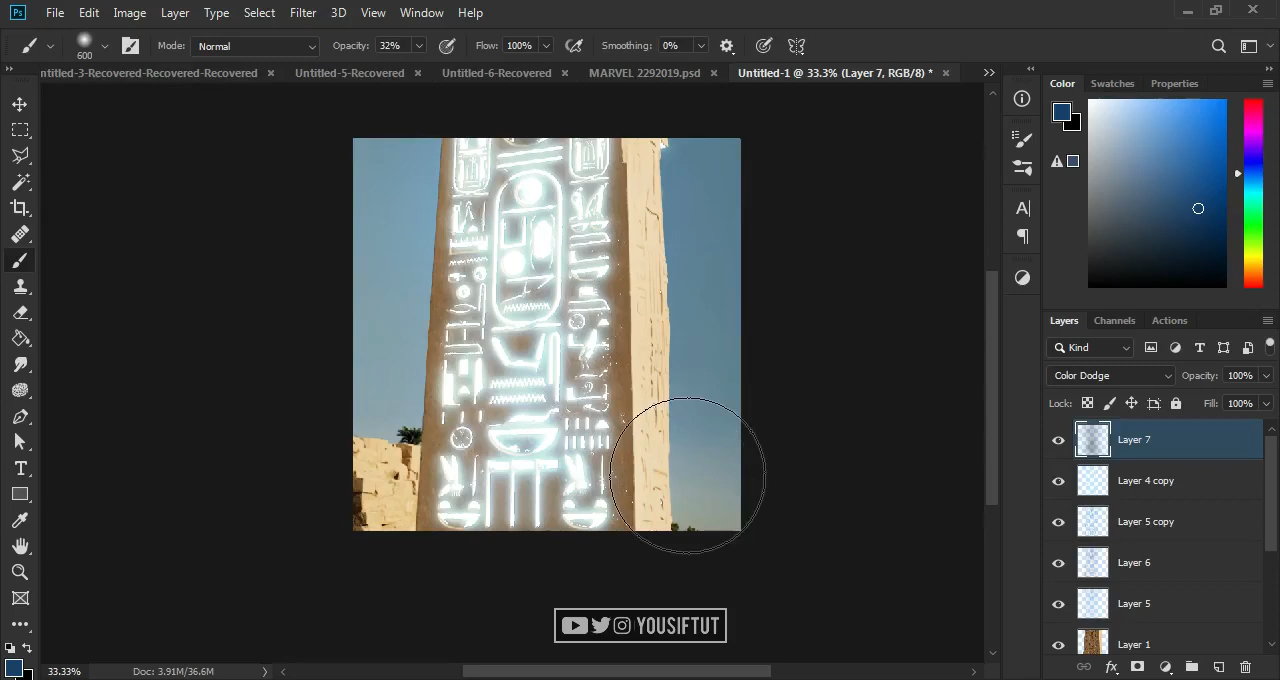 Ps File Edit Image Layer Type Select Filter 3D View Window Help
600 Mode: Normal Opacity: 32% Flow: 100% Smoothing: 0%
ntitled-3-Recovered-Recovered-Recovered × Untitled-5-Recovered × Untitled-6-Recovered × MARVEL 2292019.psd × Untitled-1 @ 33.3% (Layer 7, RGB/8) * ×
Color Swatches Properties
Layers Channels Actions
Kind
Color Dodge Opacity: 100%
Lock: Fill: 100%
Layer 7
Layer 4 copy
Layer 5 copy
Layer 6
Layer 5
Layer 1
YOUSIFTUT
33.33% Doc: 3.91M/36.6M